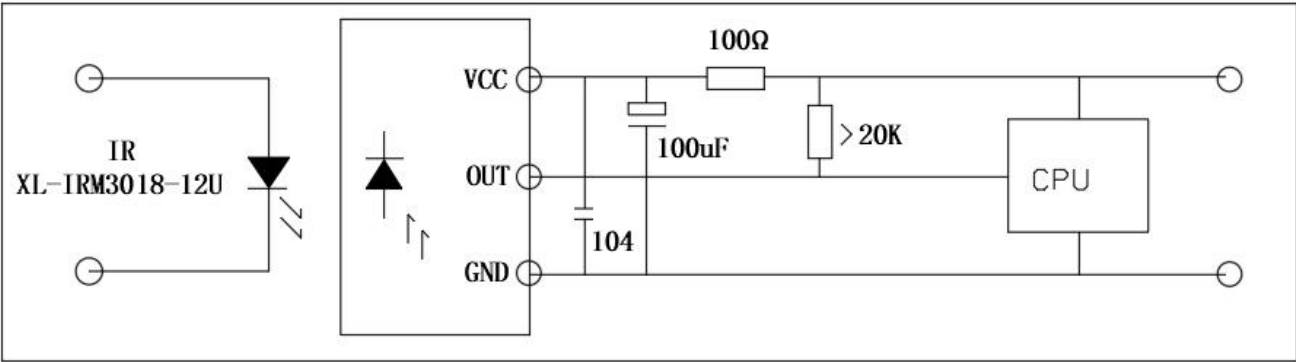 IR
XL-IRM3018-12U
VCC
OUT
GND
100Ω
100uF
104
>20K
CPU